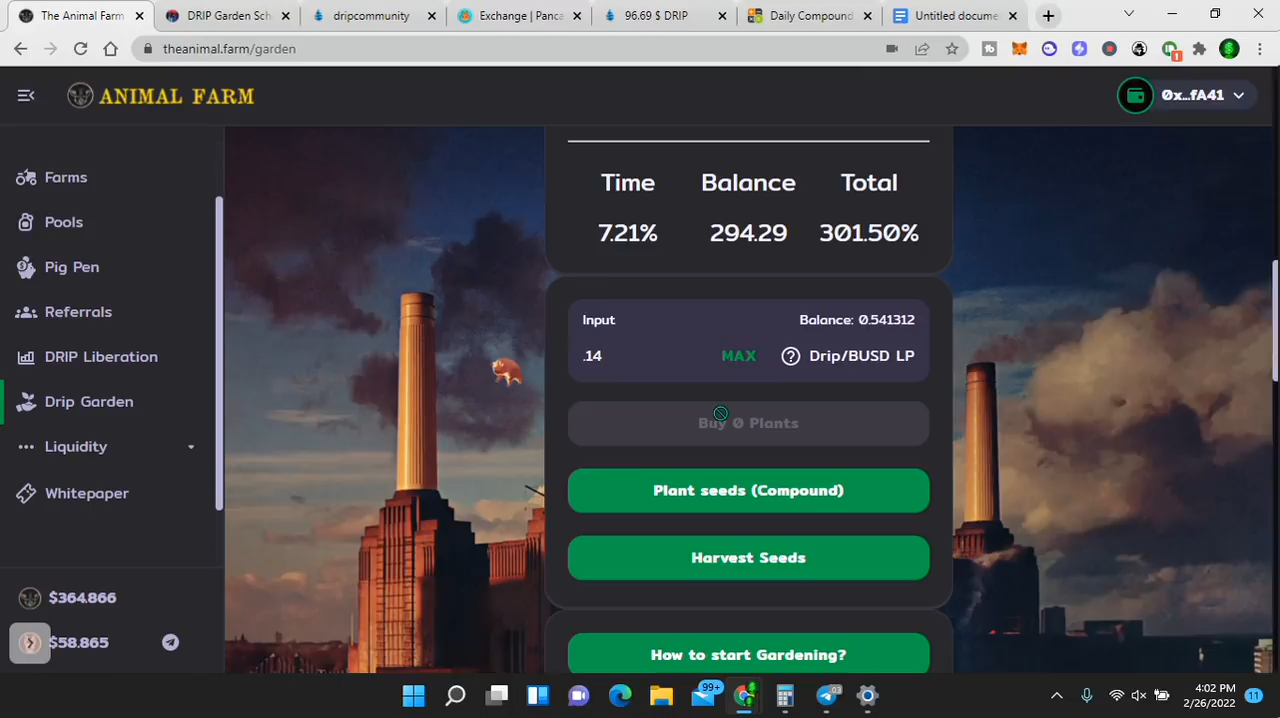 The Animal Farm
DRIP Garden Sch
dripcommunity
Exchange | Panca
96.69 $ DRIP
Daily Compound
Untitled docume
theanimal.farm/garden
1
ANIMAL FARM
0x...fA41
Farms
Pools
Pig Pen
Referrals
DRIP Liberation
Drip Garden
Liquidity
Whitepaper
$364.866
$58.865
Time Balance Total
7.21% 294.29 301.50%
Input Balance: 0.541312
.14 MAX ? Drip/BUSD LP
Buy 0 Plants
Plant seeds (Compound)
Harvest Seeds
How to start Gardening?
99+
03
4:02 PM
2/26/2022
11